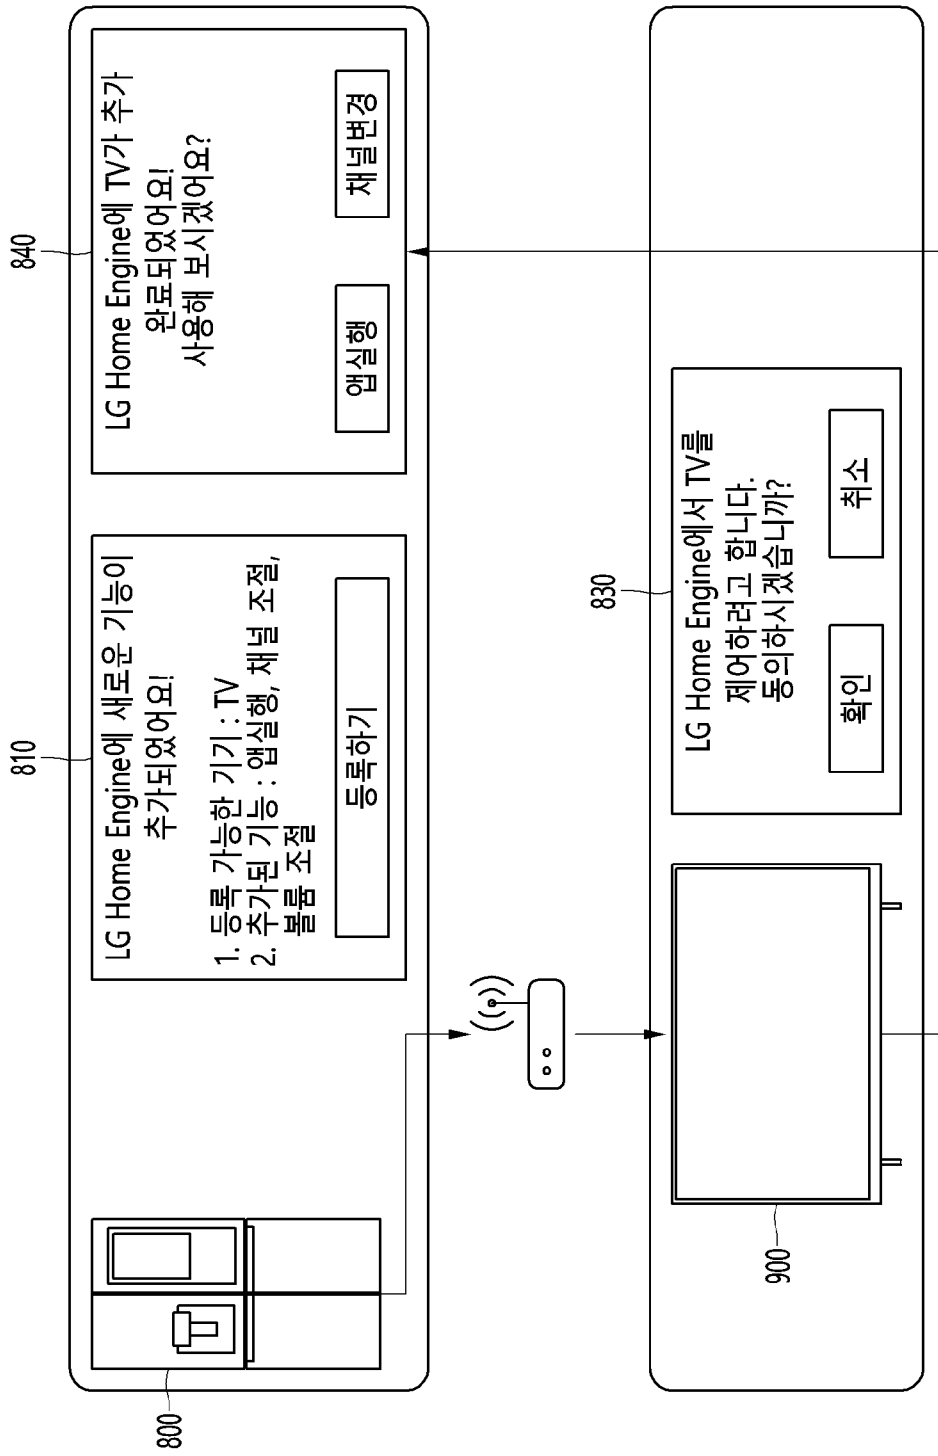 800
810
LG Home Engine에 새로운 기능이
추가되었어요!
1. 등록 가능한 기기 : TV
2. 추가된 기능 : 앱실행, 채널 조절,
볼륨 조절
등록하기
840
LG Home Engine에 TV가 추가
완료되었어요!
사용해 보시겠어요?
앱실행
채널변경
900
830
LG Home Engine에서 TV를
제어하려고 합니다.
동의하시겠습니까?
확인
취소